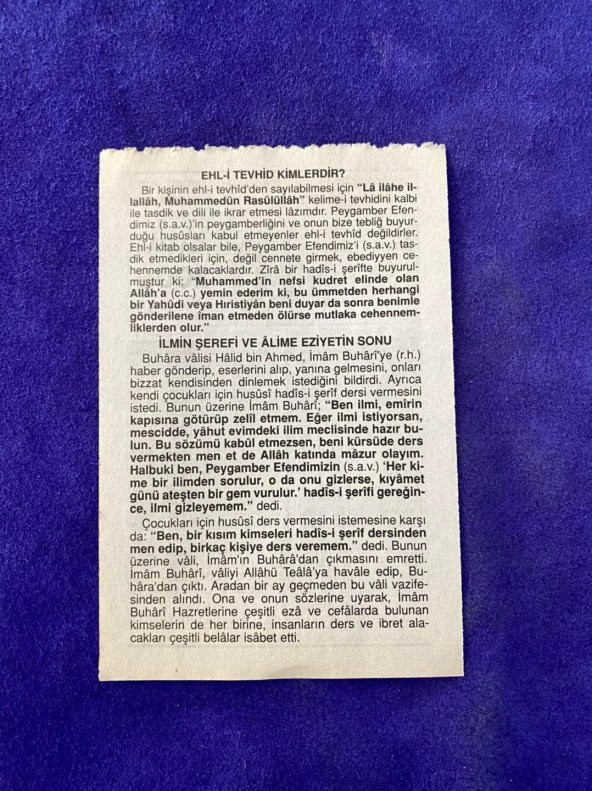 EHL-İ TEVHİD KİMLERDİR?
Bir kişinin ehl-i tevhîd'den sayılabilmesi için "Lâ ilâhe il-
lallâh, Muhammedün Rasûlüllâh" kelime-i tevhidini kalbi
ile tasdik ve dili ile ikrar etmesi lâzımdır. Peygamber Efen-
dimiz (s.a.v.)'in peygamberliğini ve onun bize tebliğ buyur-
duğu husûsları kabul etmeyenler ehl-i tevhîd değildirler.
Ehl-i kitab olsalar bile, Peygamber Efendimiz'i (s.a.v.) tas-
dik etmedikleri için, değil cennete girmek, ebediyyen ce-
hennemde kalacaklardır. Zîrâ bir hadîs-i şerîfte buyurul-
muştur ki: "Muhammed'in nefsi kudret elinde olan
Allâh'a (c.c.) yemin ederim ki, bu ümmetden herhangi
bir Yahûdi veya Hıristiyân beni duyar da sonra benimle
gönderilene îman etmeden ölürse mutlaka cehennem-
liklerden olur."
İLMİN ŞEREFİ VE ÂLİME EZİYETİN SONU
Buhâra vâlisi Hâlid bin Ahmed, İmâm Buhârî'ye (r.h.)
haber gönderip, eserlerini alıp, yanına gelmesini, onları
bizzat kendisinden dinlemek istediğini bildirdi. Ayrıca
kendi çocukları için husûsî hadîs-i şerîf dersi vermesini
istedi. Bunun üzerine İmâm Buhârî; "Ben ilmi, emîrin
kapısına götürüp zelîl etmem. Eğer ilmi istiyorsan,
mescidde, yâhut evimdeki ilim meclisinde hazır bu-
lun. Bu sözümü kabûl etmezsen, beni kürsüde ders
vermekten men et de Allâh katında mâzur olayım.
Halbuki ben, Peygamber Efendimizin (s.a.v.) 'Her ki-
me bir ilimden sorulur, o da onu gizlerse, kıyâmet
günü ateşten bir gem vurulur.' hadîs-i şerîfi gereğin-
ce, ilmi gizleyemem." dedi.
Çocukları için husûsî ders vermesini istemesine karşı
da: "Ben, bir kısım kimseleri hadîs-i şerîf dersinden
men edip, birkaç kişiye ders veremem." dedi. Bunun
üzerine vâli, İmâm'ın Buhârâ'dan çıkmasını emretti.
İmâm Buhârî, vâliyi Allâhü Teâlâ'ya havâle edip, Bu-
hâra'dan çıktı. Aradan bir ay geçmeden bu vâli vazife-
sinden alındı. Ona ve onun sözlerine uyarak, İmâm
Buhârî Hazretlerine çeşitli ezâ ve cefâlarda bulunan
kimselerin de her birine, insanların ders ve ibret ala-
cakları çeşitli belâlar isâbet etti.